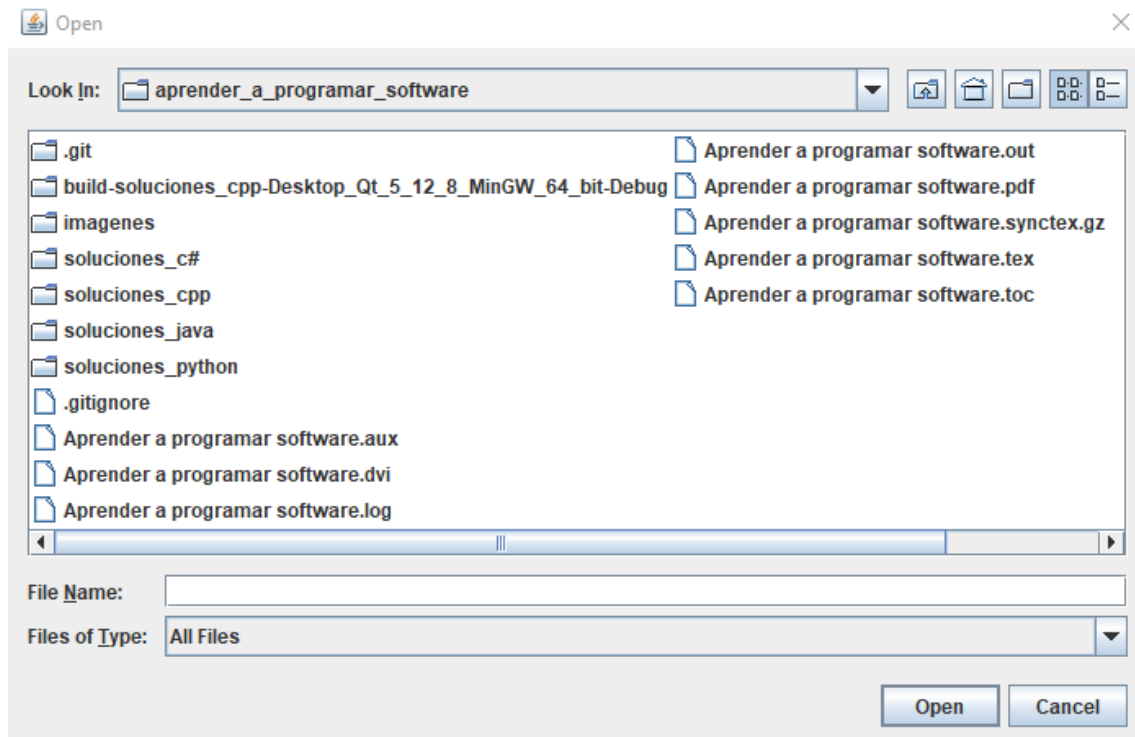 Open
Look In: aprender_a_programar_software
.git
build-soluciones_cpp-Desktop_Qt_5_12_8_MinGW_64_bit-Debug
imagenes
soluciones_c#
soluciones_cpp
soluciones_java
soluciones_python
.gitignore
Aprender a programar software.aux
Aprender a programar software.dvi
Aprender a programar software.log
Aprender a programar software.out
Aprender a programar software.pdf
Aprender a programar software.synctex.gz
Aprender a programar software.tex
Aprender a programar software.toc
File Name:
Files of Type: All Files
Open Cancel